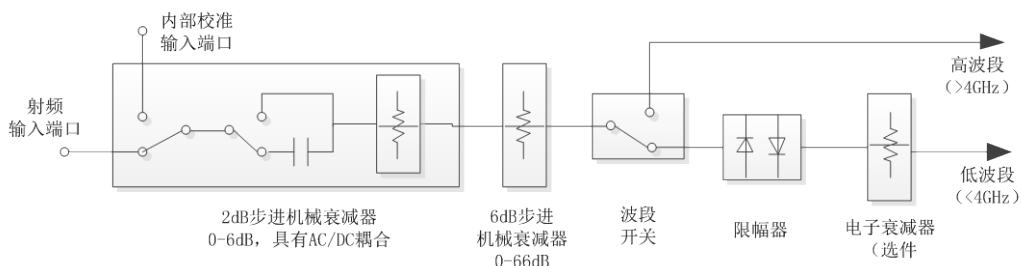 内部校准
输入端口
射频
输入端口
高波段
(>4GHz)
低波段
(<4GHz)
2dB步进机械衰减器
0-6dB，具有AC/DC耦合
6dB步进
机械衰减器
0-66dB
波段
开关
限幅器
电子衰减器
(选件